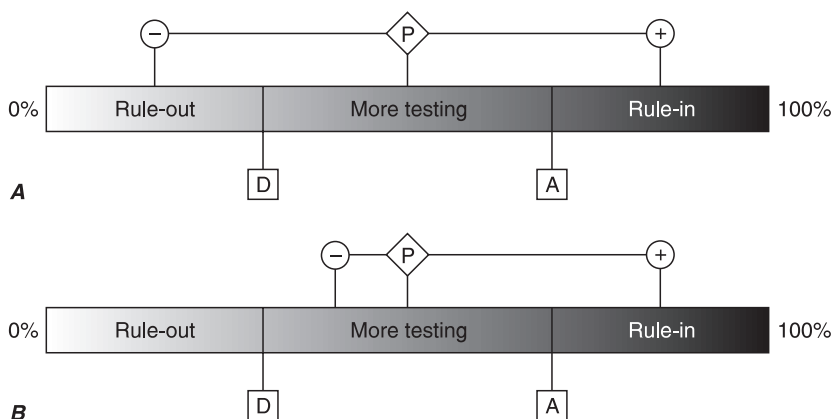 − P +
0% Rule-out More testing Rule-in 100%
D A
A
− P +
0% Rule-out More testing Rule-in 100%
D A
B